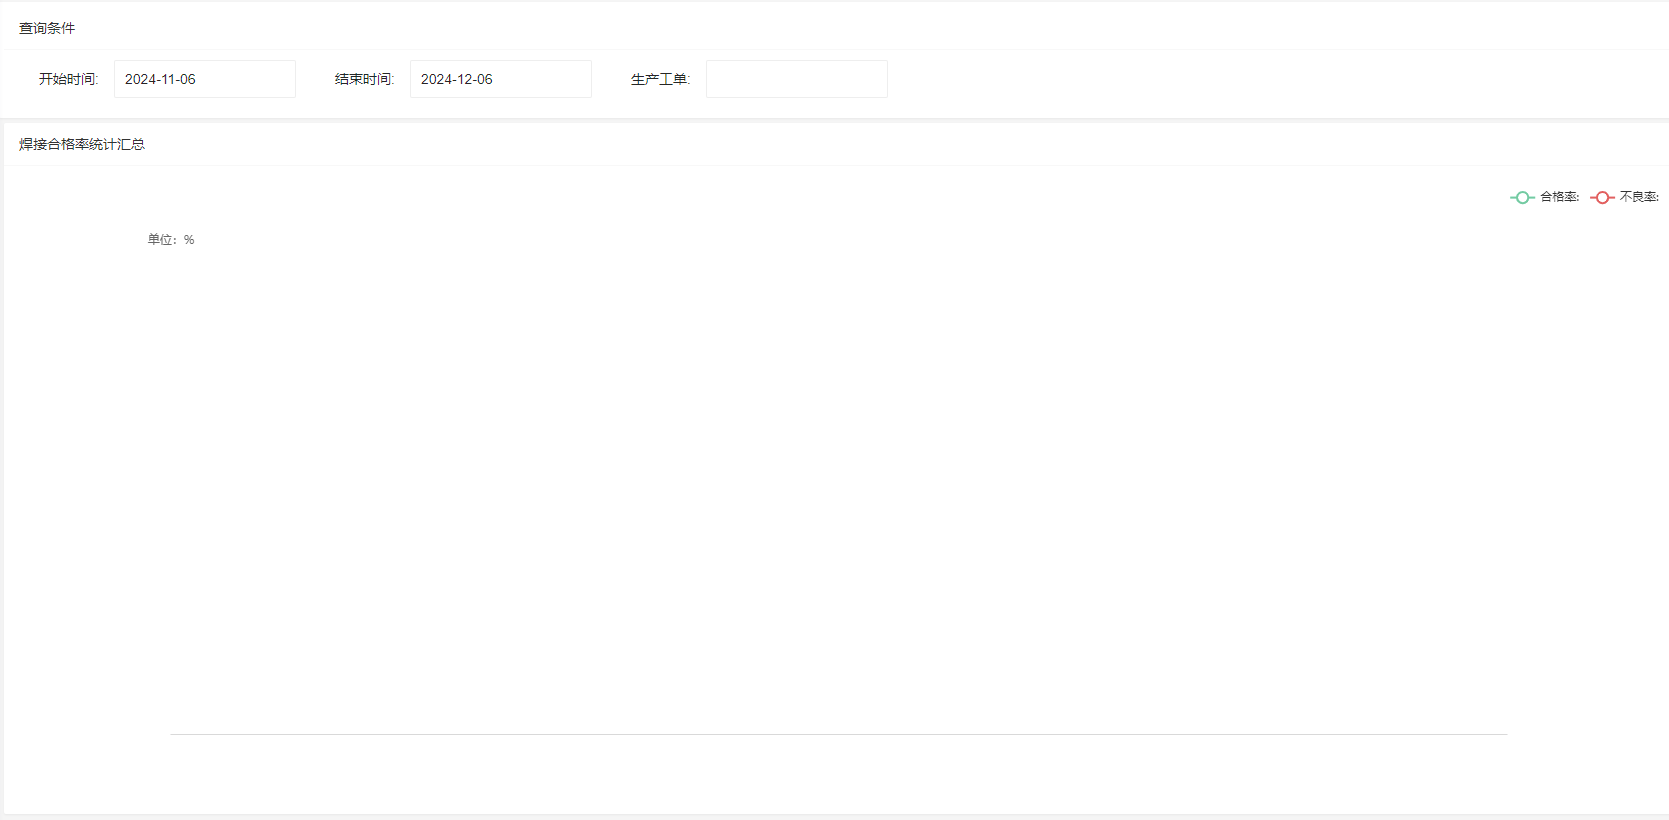 查询条件
开始时间: 2024-11-06 结束时间: 2024-12-06 生产工单:
焊接合格率统计汇总
合格率: 不良率:
单位：%